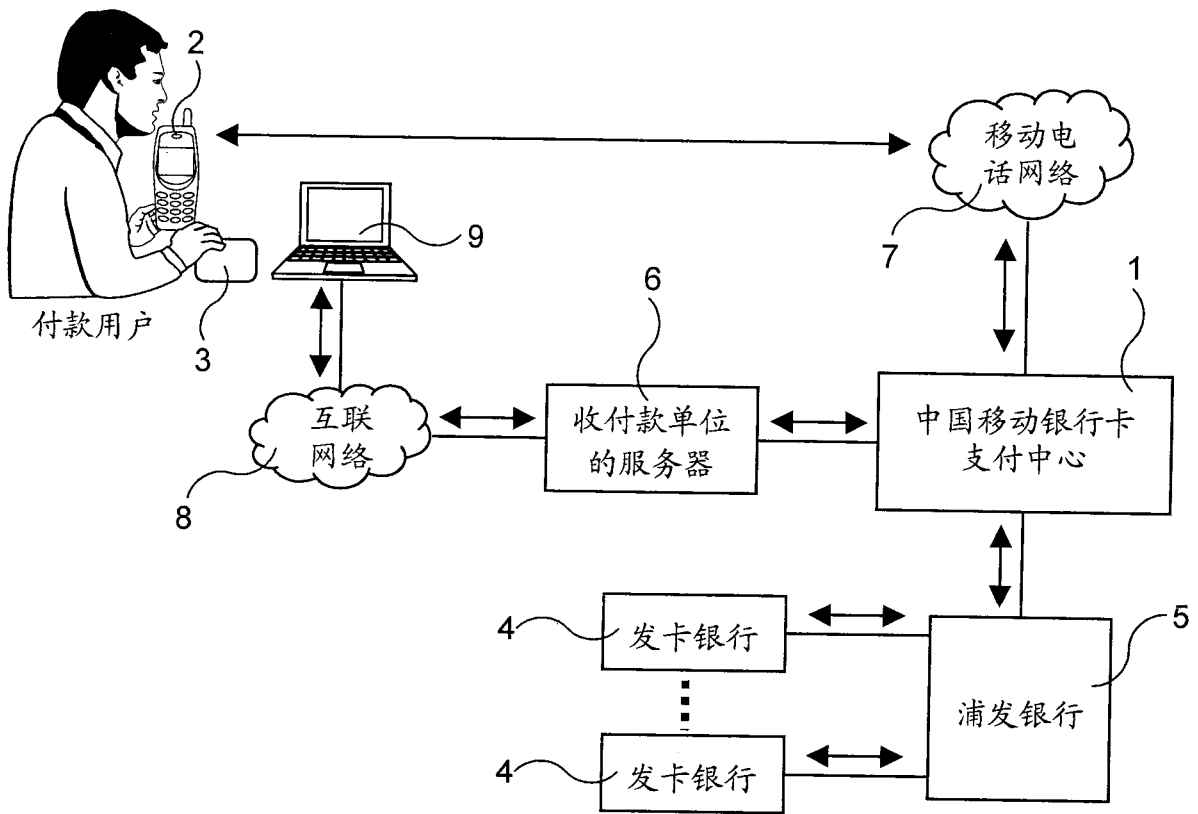 2
移动电
话网络
7
9
3
付款用户
6
1
互联
网络
8
收付款单位
的服务器
中国移动银行卡
支付中心
4
发卡银行
5
浦发银行
4
发卡银行